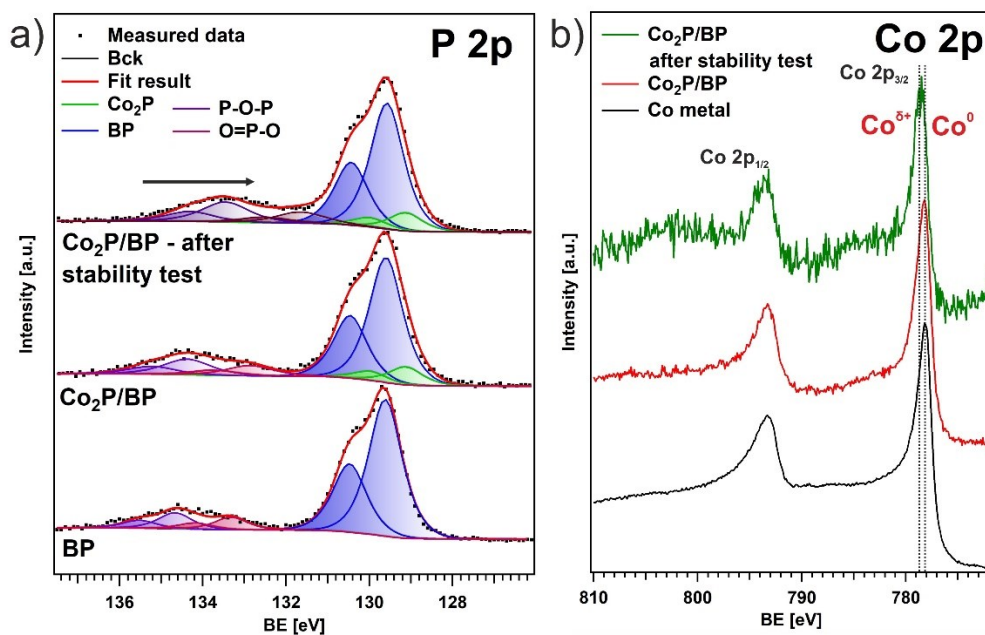 a)
P 2p
Measured data
Bck
Fit result
Co₂P
P-O-P
BP
O=P-O
Co₂P/BP - after
stability test
Co₂P/BP
BP
Intensity [a.u.]
136
134
132
130
128
BE [eV]
b)
Co 2p
Co₂P/BP
after stability test
Co₂P/BP
Co metal
Co 2p₃/₂
Co^δ+
Co⁰
Co 2p₁/₂
Intensity [a.u.]
810
800
790
780
BE [eV]